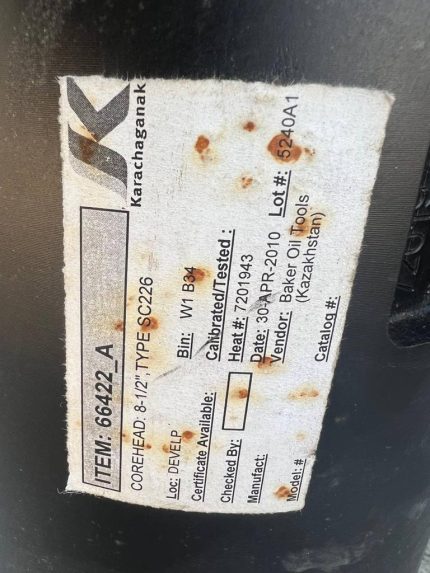 Karachaganak
ITEM: 66422_A
COREHEAD: 8-1/2", TYPE SC226
Loc: DEVELP Bin: W1 B34
Certificate Available: Calibrated/Tested :
Checked By: Heat #: 7201943
Date: 30-APR-2010 Lot #: 5240A1
Manufact: Vendor: Baker Oil Tools
(Kazakhstan)
Model: # Catalog #: